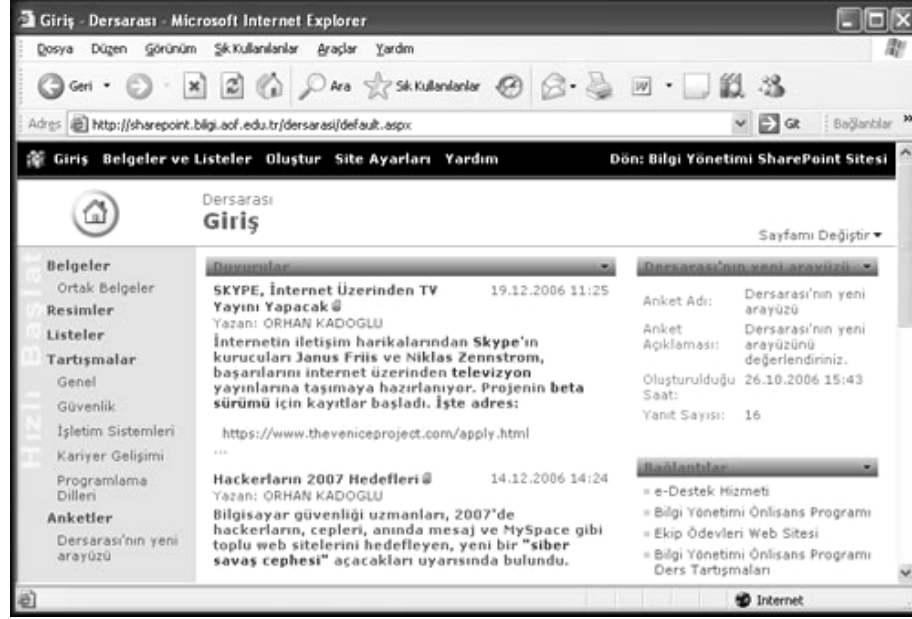 Giriş - Dersarası - Microsoft Internet Explorer
Dosya Düzen Görünüm Sık Kullanılanlar Araçlar Yardım
Geri Ara Sık Kullanılanlar
Adres http://sharepoint.bilgi.aof.edu.tr/dersarasi/default.aspx Git Bağlantılar »
Giriş Belgeler ve Listeler Oluştur Site Ayarları Yardım Dön: Bilgi Yönetimi SharePoint Sitesi
Dersarası
Giriş
Sayfamı Değiştir
Hızlı Başlat
Belgeler
Ortak Belgeler
Resimler
Listeler
Tartışmalar
Genel
Güvenlik
İşletim Sistemleri
Kariyer Gelişimi
Programlama
Dilleri
Anketler
Dersarası'nın yeni
arayüzü
Duyurular
SKYPE, İnternet Üzerinden TV 19.12.2006 11:25
Yayını Yapacak
Yazan: ORHAN KADOGLU
İnternetin iletişim harikalarından Skype'ın
kurucuları Janus Friis ve Niklas Zennstrom,
başarılarını internet üzerinden televizyon
yayınlarına taşımaya hazırlanıyor. Projenin beta
sürümü için kayıtlar başladı. İşte adres:
https://www.theveniceproject.com/apply.html
...
Hackerların 2007 Hedefleri 14.12.2006 14:24
Yazan: ORHAN KADOGLU
Bilgisayar güvenliği uzmanları, 2007'de
hackerların, cepleri, anında mesaj ve MySpace gibi
toplu web sitelerini hedefleyen, yeni bir "siber
savaş cephesi" açacakları uyarısında bulundu.
Dersarası'nın yeni arayüzü
Anket Adı: Dersarası'nın yeni
arayüzü
Anket Dersarası'nın yeni
Açıklaması: arayüzünü
değerlendiriniz.
Oluşturulduğu 26.10.2006 15:43
Saat:
Yanıt Sayısı: 16
Bağlantılar
e-Destek Hizmeti
Bilgi Yönetimi Önlisans Programı
Ekip Ödevleri Web Sitesi
Bilgi Yönetimi Önlisans Programı
Ders Tartışmaları
Internet